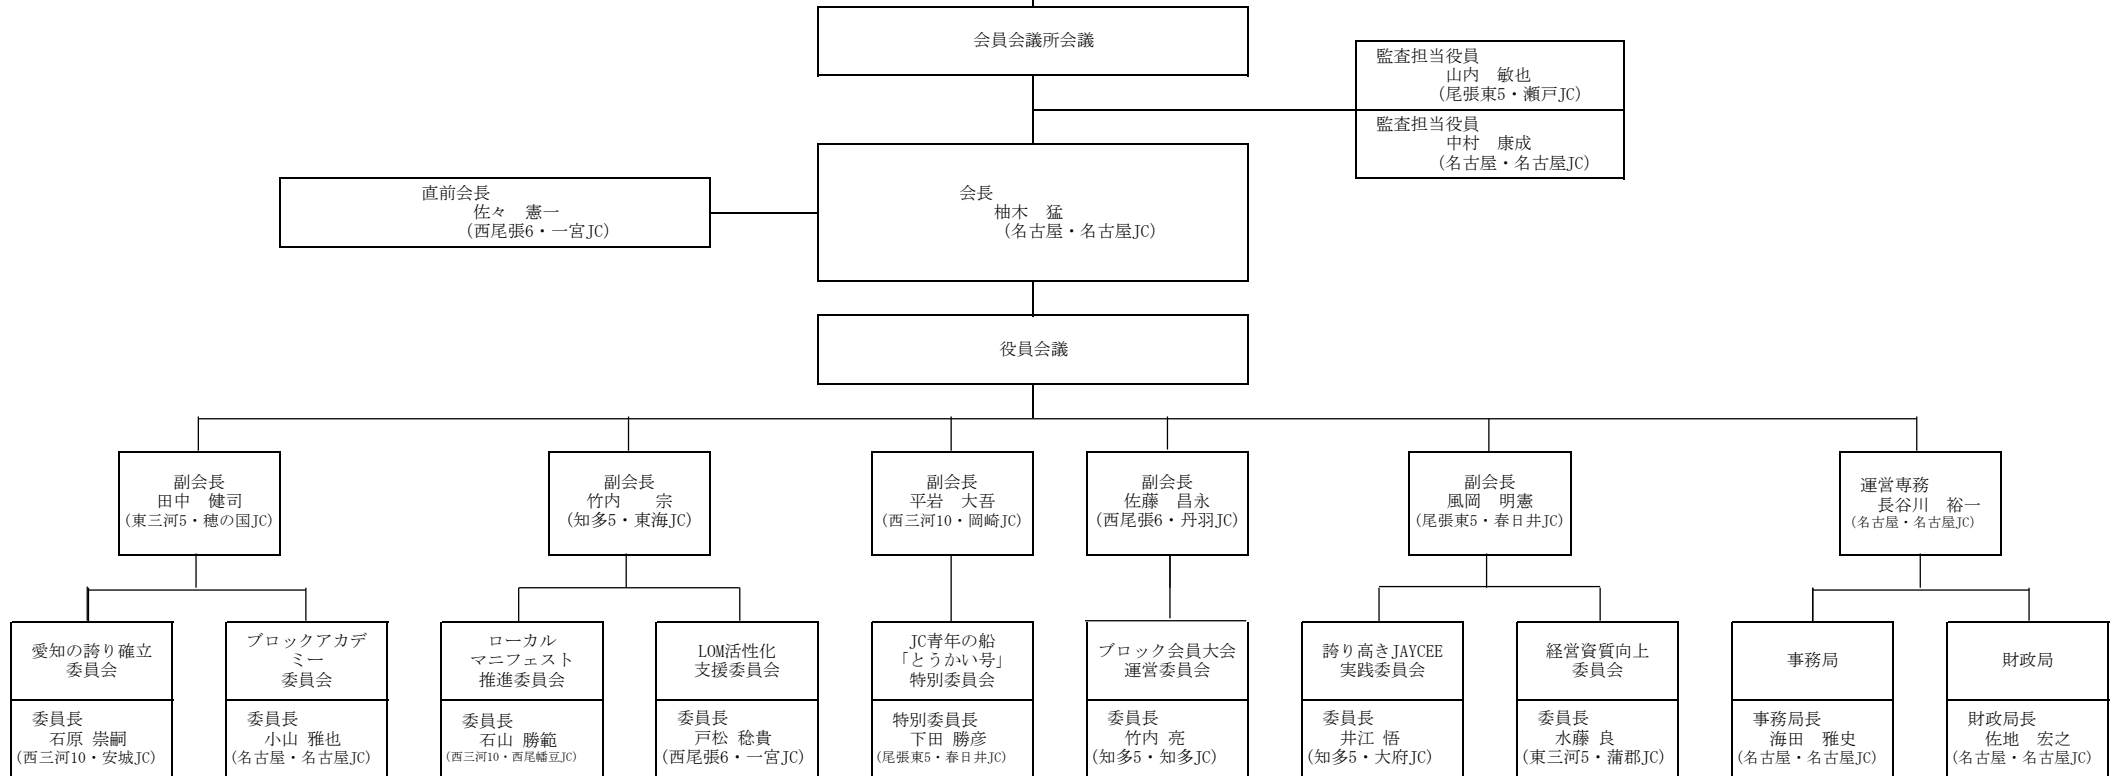 会員会議所会議
監査担当役員
山内 敏也
(尾張東5・瀬戸JC)
監査担当役員
中村 康成
(名古屋・名古屋JC)
直前会長
佐々 憲一
(西尾張6・一宮JC)
会長
柚木 猛
(名古屋・名古屋JC)
役員会議
副会長
田中 健司
(東三河5・穂の国JC)
副会長
竹内 宗
(知多5・東海JC)
副会長
平岩 大吾
(西三河10・岡崎JC)
副会長
佐藤 昌永
(西尾張6・丹羽JC)
副会長
風岡 明憲
(尾張東5・春日井JC)
運営専務
長谷川 裕一
(名古屋・名古屋JC)
愛知の誇り確立
委員会
委員長
石原 崇嗣
(西三河10・安城JC)
ブロックアカデ
ミー
委員会
委員長
小山 雅也
(名古屋・名古屋JC)
ローカル
マニフェスト
推進委員会
委員長
石山 勝範
(西三河10・西尾幡豆JC)
LOM活性化
支援委員会
委員長
戸松 稔貴
(西尾張6・一宮JC)
JC青年の船
「とうかい号」
特別委員会
特別委員長
下田 勝彦
(尾張東5・春日井JC)
ブロック会員大会
運営委員会
委員長
竹内 亮
(知多5・知多JC)
誇り高きJAYCEE
実践委員会
委員長
井江 悟
(知多5・大府JC)
経営資質向上
委員会
委員長
水藤 良
(東三河5・蒲郡JC)
事務局
事務局長
海田 雅史
(名古屋・名古屋JC)
財政局
財政局長
佐地 宏之
(名古屋・名古屋JC)